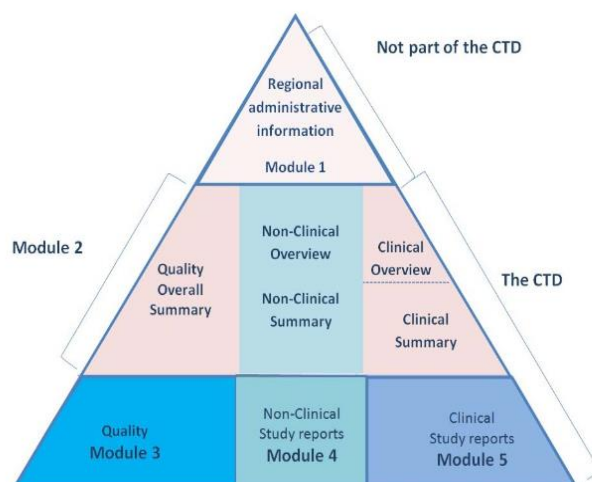 Not part of the CTD
Regional
administrative
information
Module 1
Module 2
Quality
Overall
Summary
Non-Clinical
Overview
Non-Clinical
Summary
Clinical
Overview
Clinical
Summary
The CTD
Quality
Module 3
Non-Clinical
Study reports
Module 4
Clinical
Study reports
Module 5